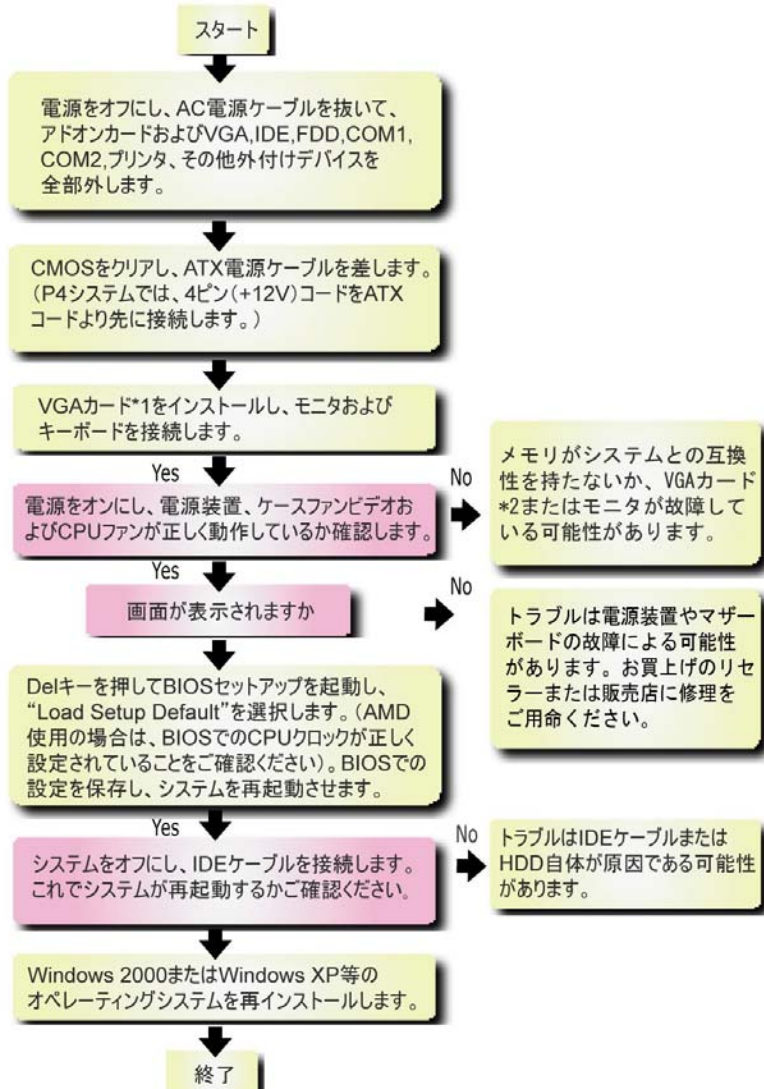 スタート
電源をオフにし、AC電源ケーブルを抜いて、
アドオンカードおよびVGA,IDE,FDD,COM1,
COM2,プリンタ、その他外付けデバイスを
全部外します。
CMOSをクリアし、ATX電源ケーブルを差します。
(P4システムでは、4ピン(+12V)コードをATX
コードより先に接続します。)
VGAカード*1をインストールし、モニタおよび
キーボードを接続します。
Yes
No
電源をオンにし、電源装置、ケースファンビデオお
よびCPUファンが正しく動作しているか確認します。
メモリがシステムとの互換
性を持たないか、VGAカード
*2またはモニタが故障して
いる可能性があります。
Yes
No
画面が表示されますか
トラブルは電源装置やマザー
ボードの故障による可能性
があります。お買上げのリセ
ラーまたは販売店に修理を
ご用命ください。
Delキーを押してBIOSセットアップを起動し、
“Load Setup Default”を選択します。(AMD
使用の場合は、BIOSでのCPUクロックが正しく
設定されていることをご確認ください)。BIOSでの
設定を保存し、システムを再起動させます。
Yes
No
システムをオフにし、IDEケーブルを接続します。
これでシステムが再起動するかご確認ください。
トラブルはIDEケーブルまたは
HDD自体が原因である可能性
があります。
Windows 2000またはWindows XP等の
オペレーティングシステムを再インストールします。
終了